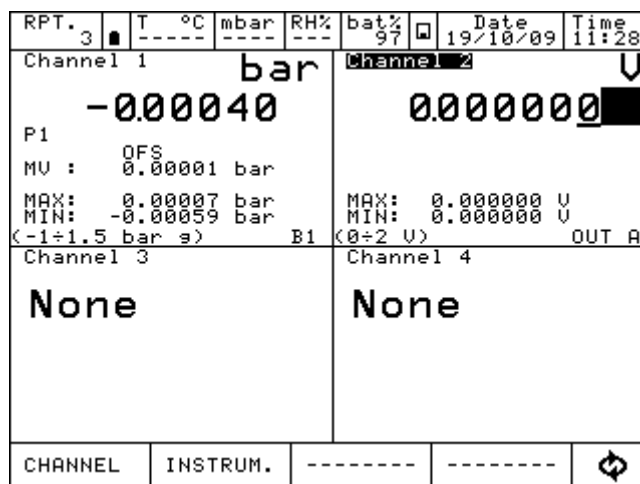 RPT. 3 T °C ----- mbar ---- RH% --- bat% 97 Date 19/10/09 Time 11:28
Channel 1 bar
-0.00040
P1
OFS
MV : 0.00001 bar
MAX: 0.00007 bar
MIN: -0.00059 bar
(-1÷1.5 bar g) B1
Channel 2 V
0.000000
MAX: 0.000000 V
MIN: 0.000000 V
(0÷2 V) OUT A
Channel 3
None
Channel 4
None
CHANNEL INSTRUM. -------- --------